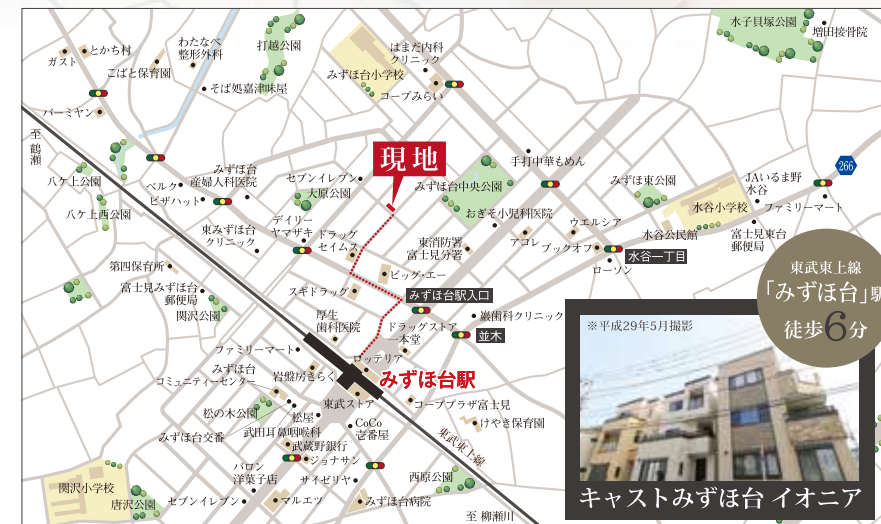 とかち村
ガスト
わたなべ
整形外科
こばと保育園
打越公園
はまだ内科
クリニック
みずほ台小学校
コープみらい
水子貝塚公園
増田接骨院
そば処嘉津味屋
バーミヤン
至鶴瀬
現地
手打中華もめん
266
八ケ上公園
八ケ上西公園
ベルク
ピザハット
みずほ台
産婦人科医院
セブンイレブン
大原公園
みずほ台中央公園
みずほ東公園
JAいるま野
水谷
ファミリーマート
水谷小学校
東みずほ台
クリニック
デイリー
ヤマザキ
ドラッグ
セイムス
おぎそ小児科医院
アコレ
ウエルシア
ブックオフ
水谷公民館
水谷一丁目
ローソン
富士見東台
郵便局
東消防署
富士見分署
第四保育所
富士見みずほ台
郵便局
関沢公園
スギドラッグ
ビッグ・エー
みずほ台駅入口
巖歯科クリニック
並木
厚生
歯科医院
ドラッグストア
一本堂
ファミリーマート
ロッテリア
みずほ台駅
みずほ台
コミュニティーセンター
岩盤房きらく
東武ストア
コーププラザ富士見
けやき保育園
松の木公園
松屋
CoCo
壱番屋
みずほ台交番
武田耳鼻咽喉科
武蔵野銀行
ジョナサン
東武東上線
バロン
洋菓子店
サイゼリヤ
西原公園
関沢小学校
唐沢公園
セブンイレブン
マルエツ
みずほ台病院
至 柳瀬川
東武東上線
「みずほ台」駅
徒歩6分
※平成29年5月撮影
キャストみずほ台 イオニア